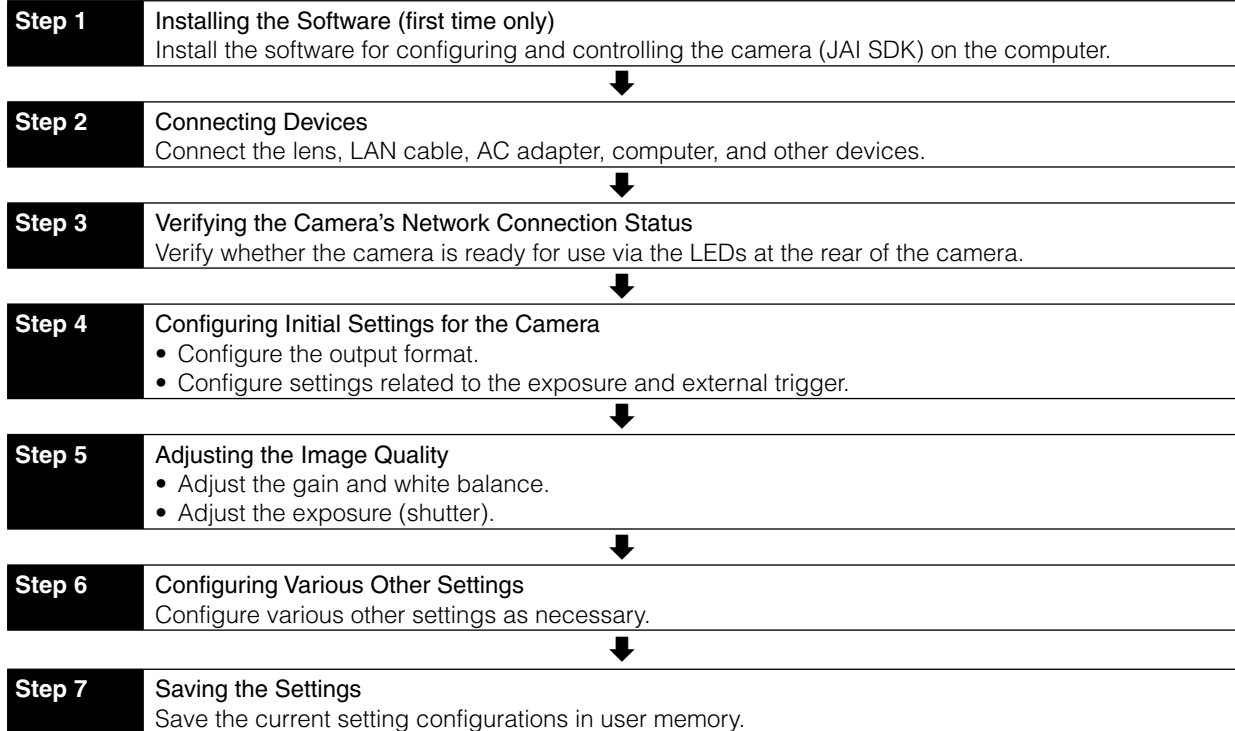 Step 1
Installing the Software (first time only)
Install the software for configuring and controlling the camera (JAI SDK) on the computer.
Step 2
Connecting Devices
Connect the lens, LAN cable, AC adapter, computer, and other devices.
Step 3
Verifying the Camera’s Network Connection Status
Verify whether the camera is ready for use via the LEDs at the rear of the camera.
Step 4
Configuring Initial Settings for the Camera
• Configure the output format.
• Configure settings related to the exposure and external trigger.
Step 5
Adjusting the Image Quality
• Adjust the gain and white balance.
• Adjust the exposure (shutter).
Step 6
Configuring Various Other Settings
Configure various other settings as necessary.
Step 7
Saving the Settings
Save the current setting configurations in user memory.